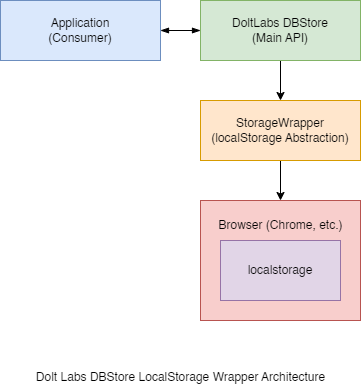 Application
(Consumer)
DoltLabs DBStore
(Main API)
StorageWrapper
(localStorage Abstraction)
Browser (Chrome, etc.)
localstorage
Dolt Labs DBStore LocalStorage Wrapper Architecture